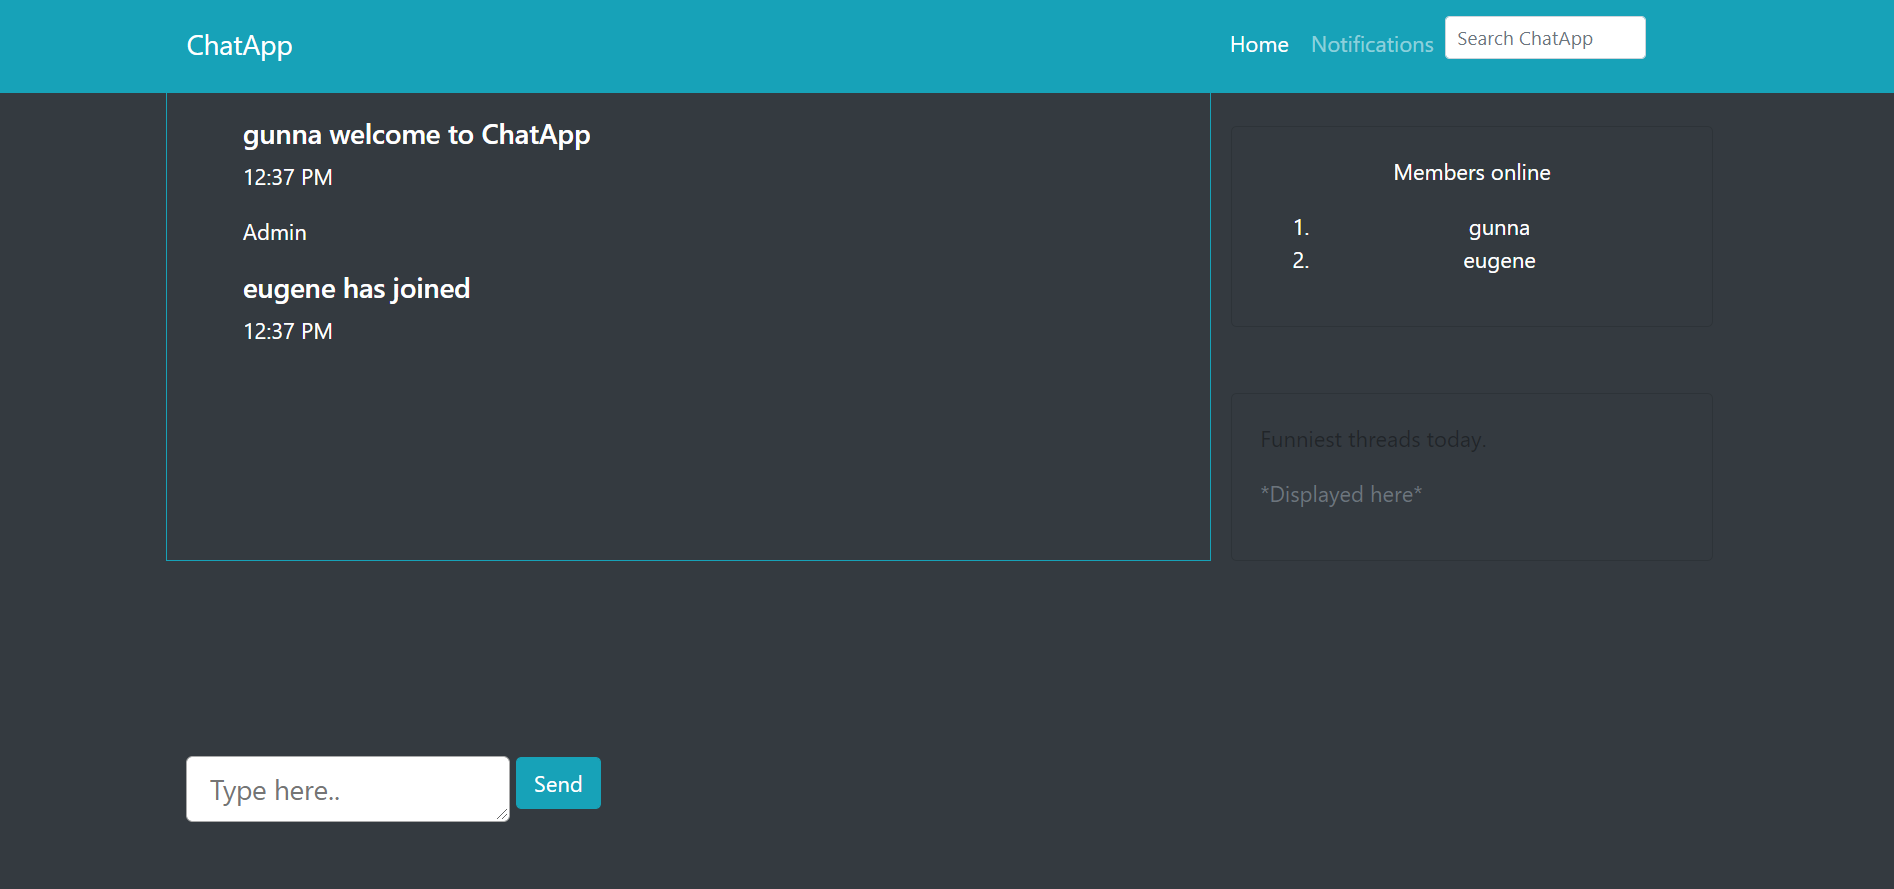 ChatApp
Home Notifications Search ChatApp
gunna welcome to ChatApp
12:37 PM
Admin
eugene has joined
12:37 PM
Members online
1. gunna
2. eugene
Funniest threads today.
*Displayed here*
Type here..
Send